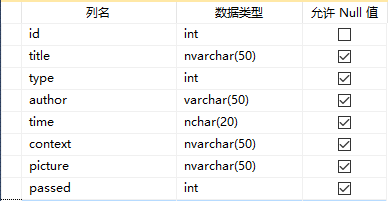 列名 数据类型 允许 Null 值
id int
title nvarchar(50)
type int
author varchar(50)
time nchar(20)
context nvarchar(50)
picture nvarchar(50)
passed int